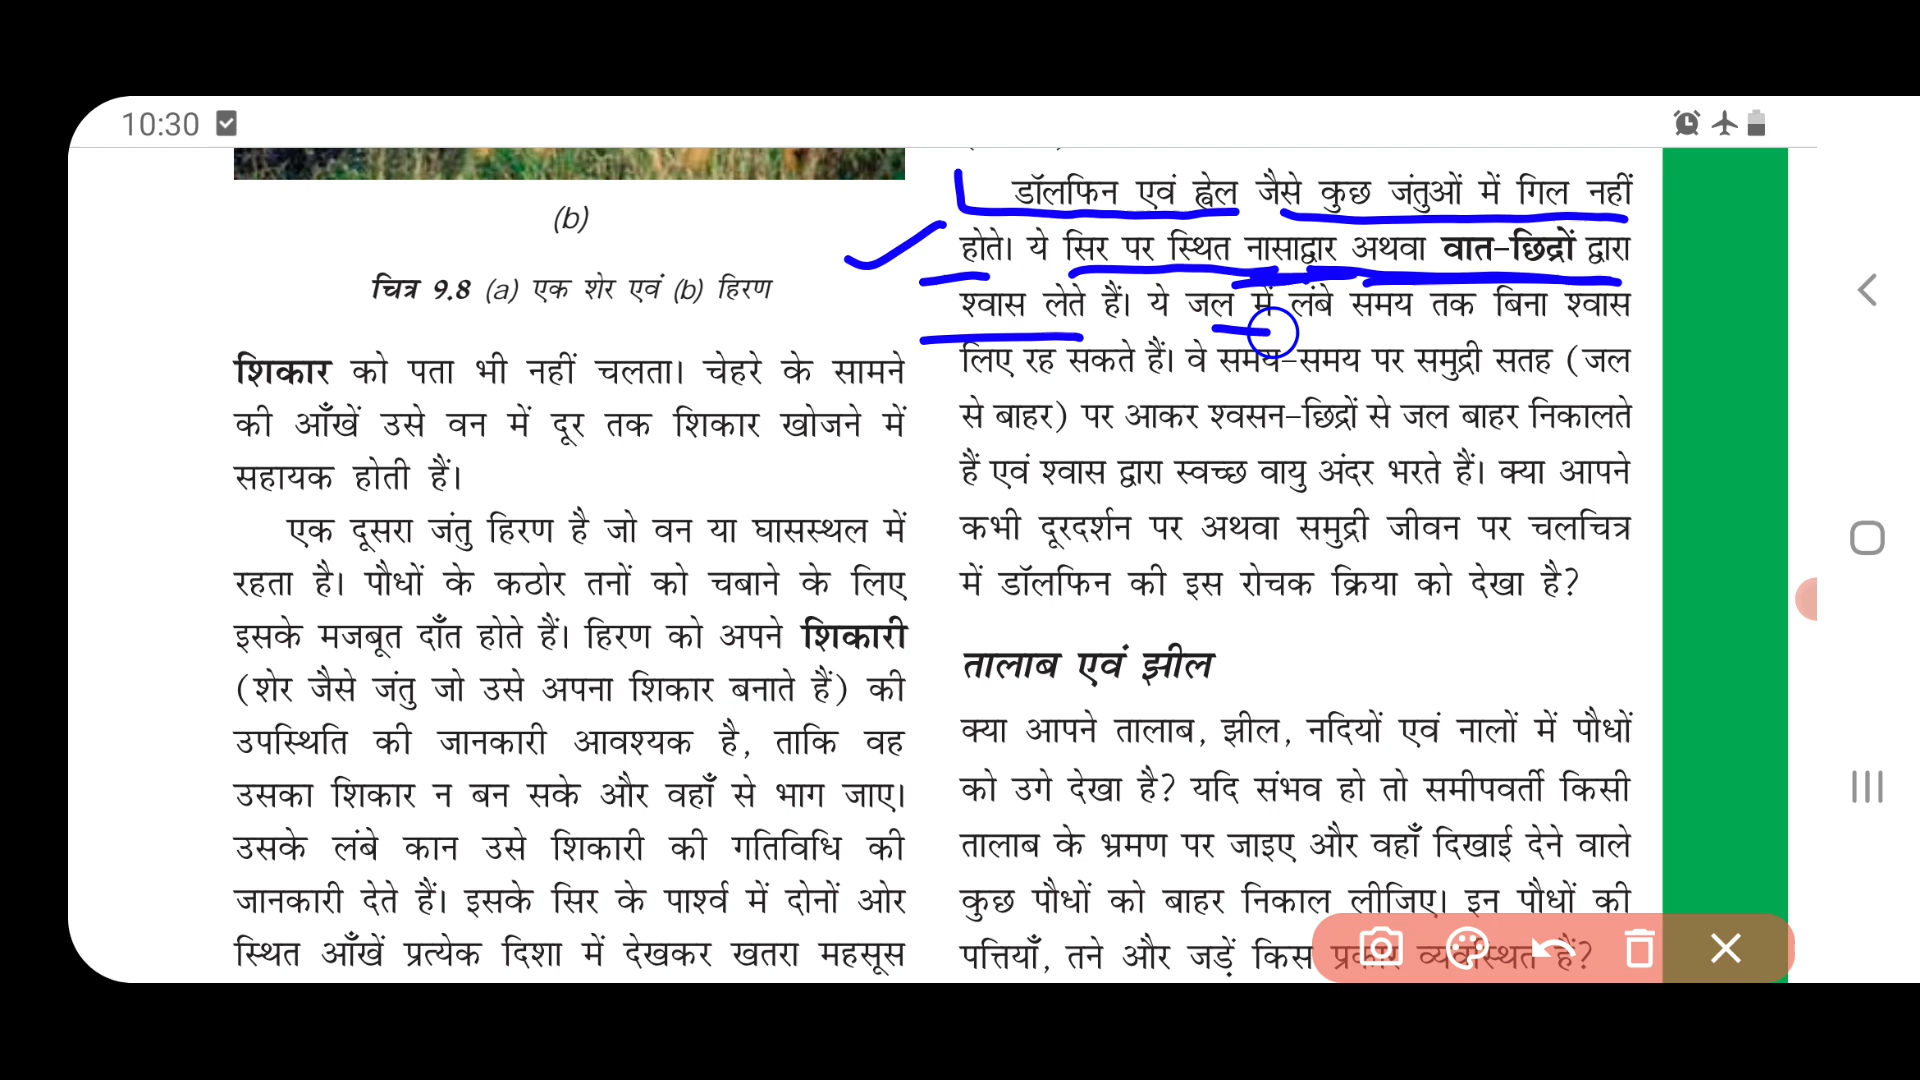 10:30
(b)
चित्र 9.8 (a) एक शेर एवं (b) हिरण
शिकार को पता भी नहीं चलता। चेहरे के सामने
की आँखें उसे वन में दूर तक शिकार खोजने में
सहायक होती हैं।
एक दूसरा जंतु हिरण है जो वन या घासस्थल में
रहता है। पौधों के कठोर तनों को चबाने के लिए
इसके मजबूत दाँत होते हैं। हिरण को अपने शिकारी
(शेर जैसे जंतु जो उसे अपना शिकार बनाते हैं) की
उपस्थिति की जानकारी आवश्यक है, ताकि वह
उसका शिकार न बन सके और वहाँ से भाग जाए।
उसके लंबे कान उसे शिकारी की गतिविधि की
जानकारी देते हैं। इसके सिर के पार्श्व में दोनों ओर
स्थित आँखें प्रत्येक दिशा में देखकर खतरा महसूस
डॉलफिन एवं ह्वेल जैसे कुछ जंतुओं में गिल नहीं
होते। ये सिर पर स्थित नासाद्वार अथवा वात-छिद्रों द्वारा
श्वास लेते हैं। ये जल में लंबे समय तक बिना श्वास
लिए रह सकते हैं। वे समय-समय पर समुद्री सतह (जल
से बाहर) पर आकर श्वसन-छिद्रों से जल बाहर निकालते
हैं एवं श्वास द्वारा स्वच्छ वायु अंदर भरते हैं। क्या आपने
कभी दूरदर्शन पर अथवा समुद्री जीवन पर चलचित्र
में डॉलफिन की इस रोचक क्रिया को देखा है?
तालाब एवं झील
क्या आपने तालाब, झील, नदियों एवं नालों में पौधों
को उगे देखा है? यदि संभव हो तो समीपवर्ती किसी
तालाब के भ्रमण पर जाइए और वहाँ दिखाई देने वाले
कुछ पौधों को बाहर निकाल लीजिए। इन पौधों की
पत्तियाँ, तने और जड़ें किस प्रकार व्यवस्थित हैं?